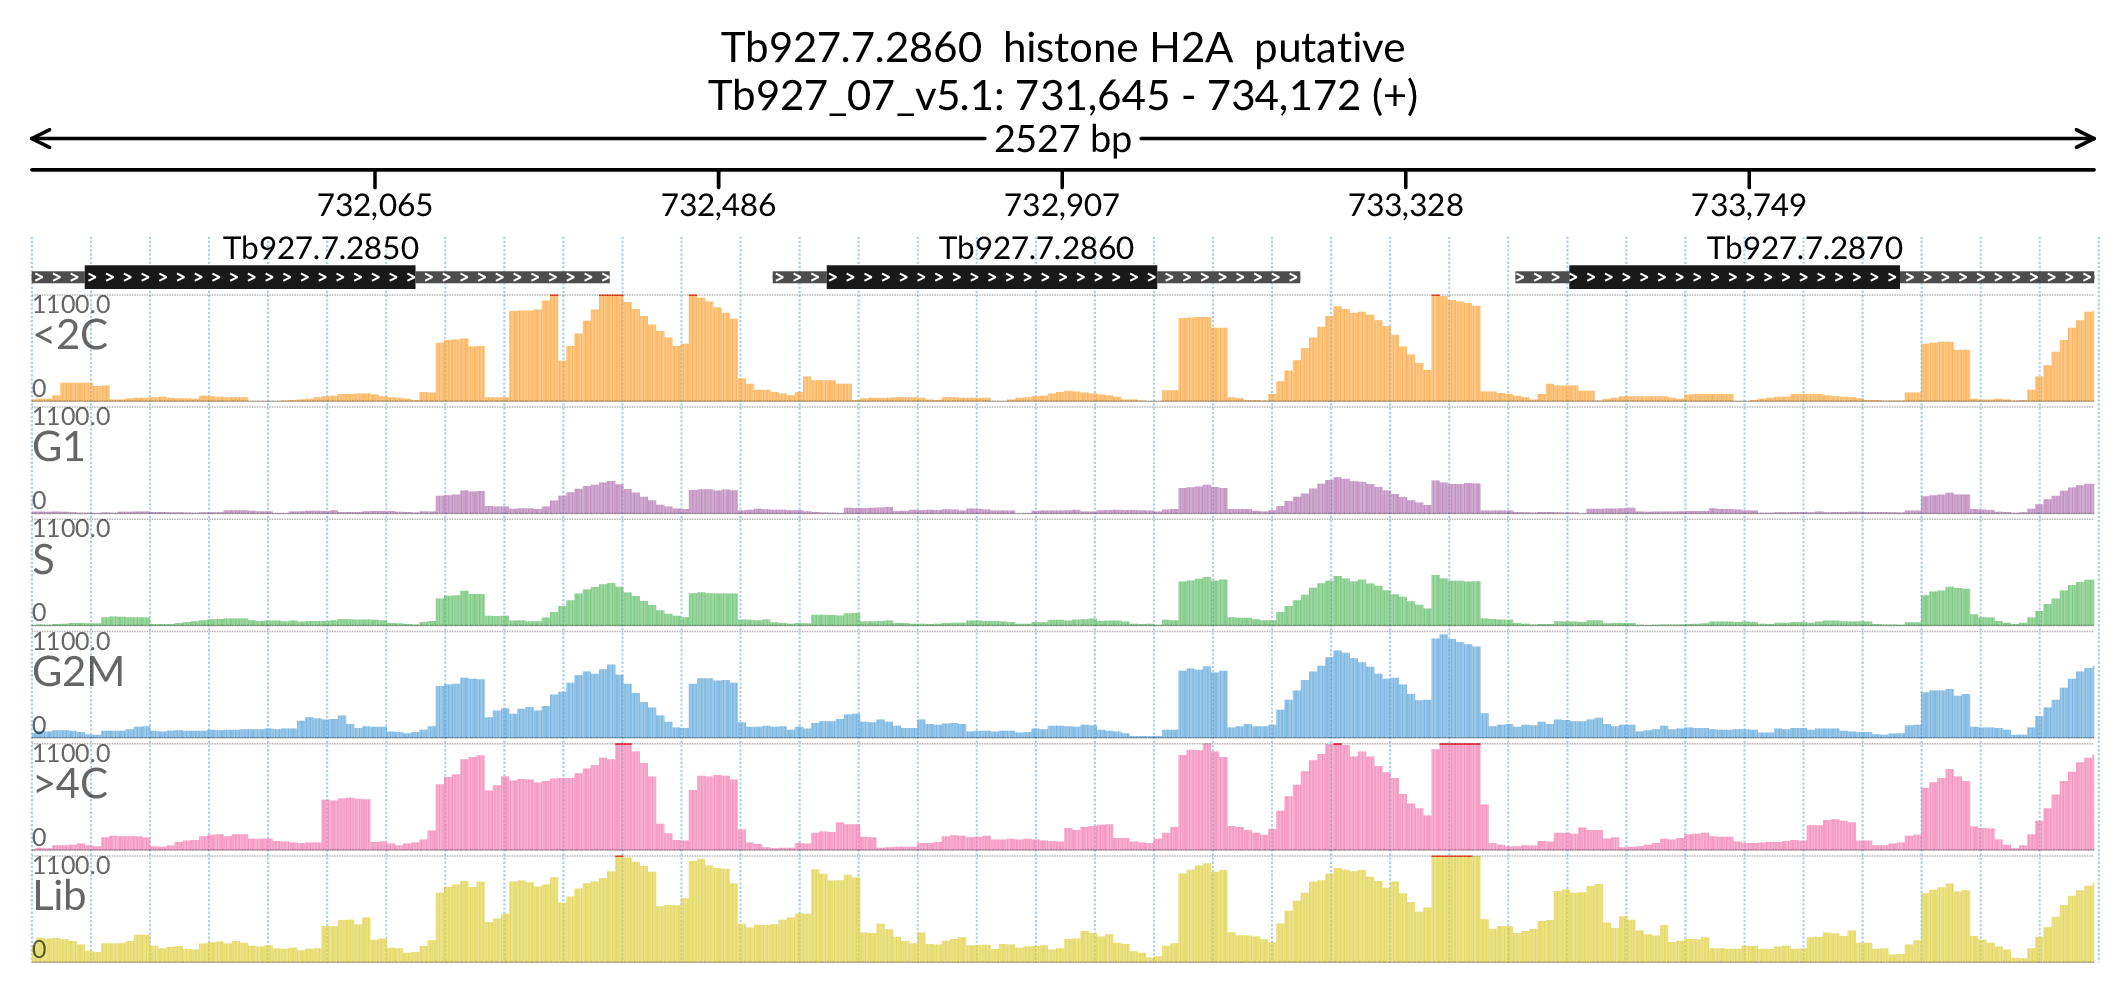 Tb927.7.2860 histone H2A putative
Tb927_07_v5.1: 731,645 - 734,172 (+)
2527 bp
732,065 732,486 732,907 733,328 733,749
Tb927.7.2850 Tb927.7.2860 Tb927.7.2870
1100.0
<2C
0
1100.0
G1
0
1100.0
S
0
1100.0
G2M
0
1100.0
>4C
0
1100.0
Lib
0